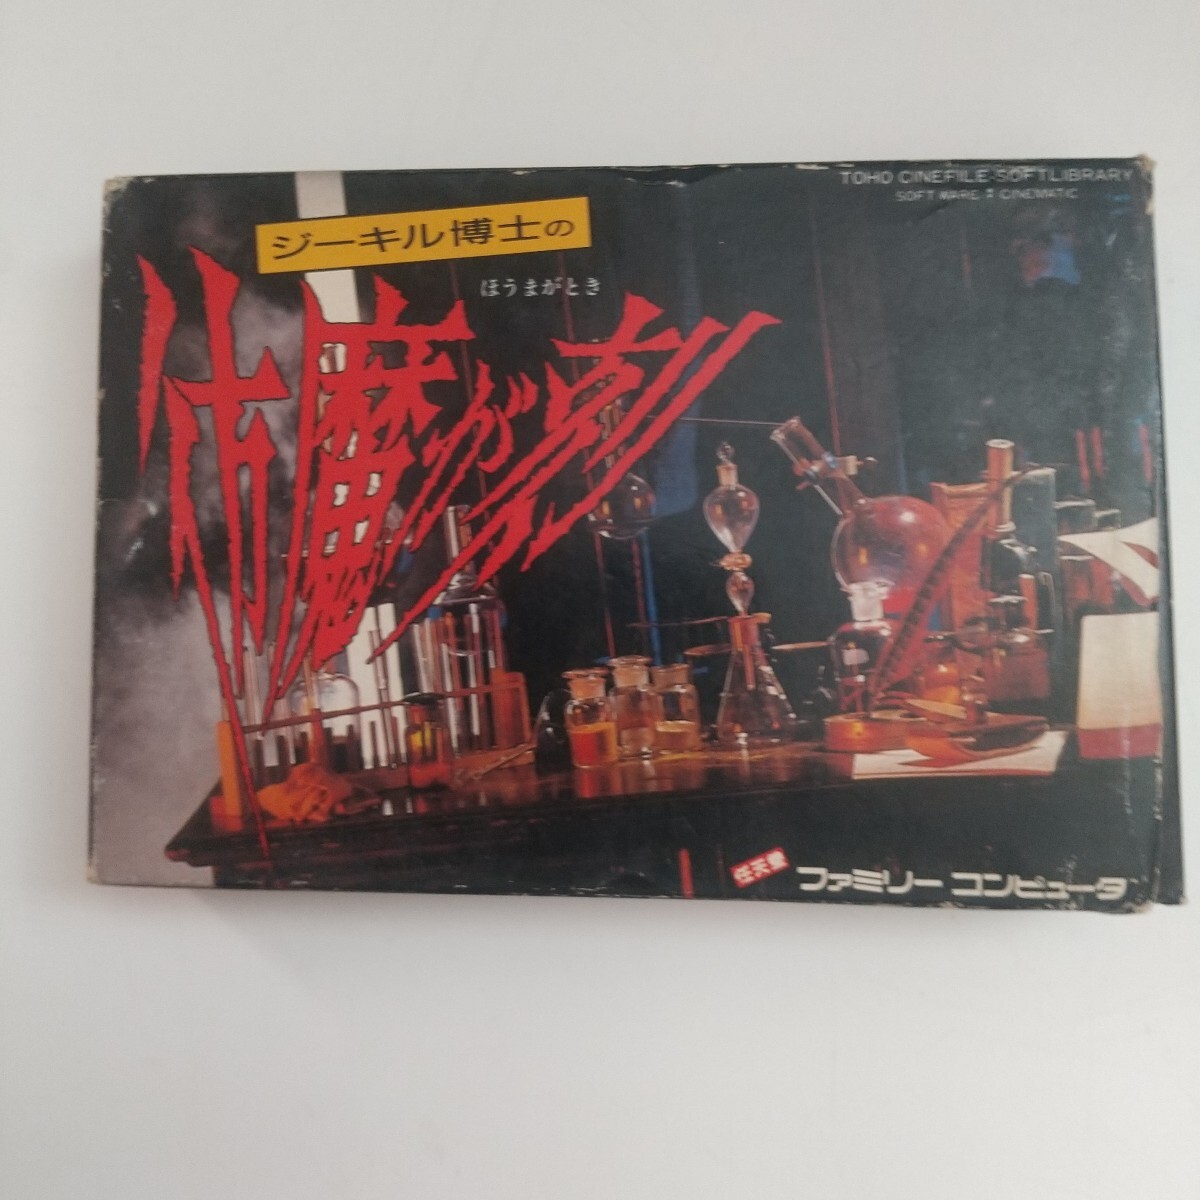 TOHO CINEFILE-SOFTLIBRARY
SOFT WARE : CINEMATIC
ジーキル博士の
ほうまがとき
彷魔が刻
任天堂 ファミリー コンピュータ